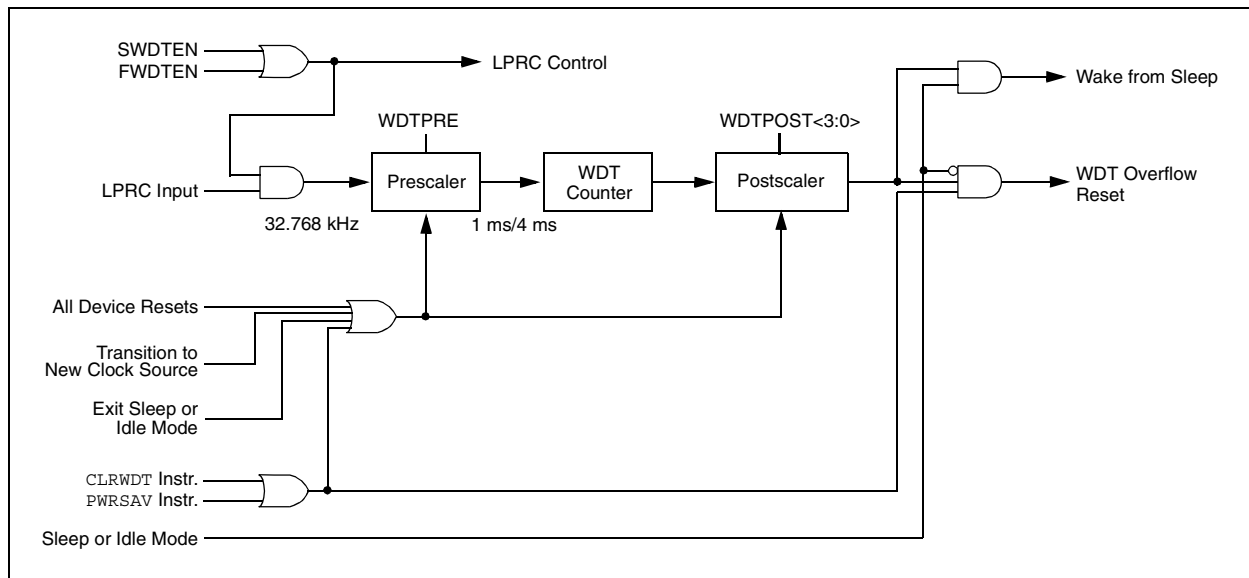 SWDTEN
FWDTEN
LPRC Control
Wake from Sleep
WDTPRE
WDTPOST<3:0>
LPRC Input
Prescaler
WDT
Counter
Postscaler
WDT Overflow
Reset
32.768 kHz
1 ms/4 ms
All Device Resets
Transition to
New Clock Source
Exit Sleep or
Idle Mode
CLRWDT Instr.
PWRSAV Instr.
Sleep or Idle Mode